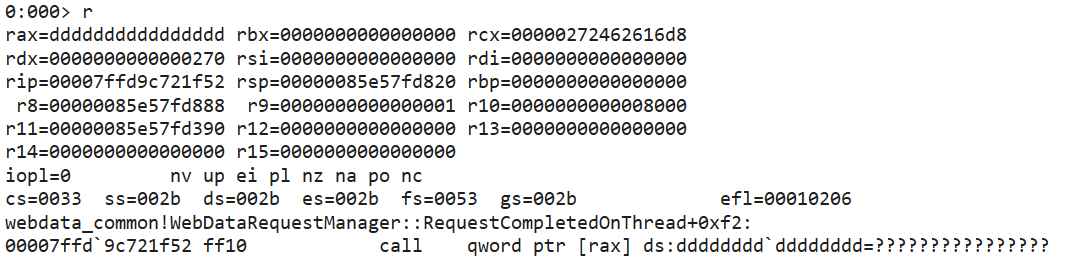 0:000> r
rax=dddddddddddddddd rbx=0000000000000000 rcx=00000272462616d8
rdx=0000000000000270 rsi=0000000000000000 rdi=0000000000000000
rip=00007ffd9c721f52 rsp=00000085e57fd820 rbp=0000000000000000
 r8=00000085e57fd888  r9=0000000000000001 r10=0000000000008000
r11=00000085e57fd390 r12=0000000000000000 r13=0000000000000000
r14=0000000000000000 r15=0000000000000000
iopl=0         nv up ei pl nz na po nc
cs=0033  ss=002b  ds=002b  es=002b  fs=0053  gs=002b             efl=00010206
webdata_common!WebDataRequestManager::RequestCompletedOnThread+0xf2:
00007ffd`9c721f52 ff10            call    qword ptr [rax] ds:dddddddd`dddddddd=????????????????